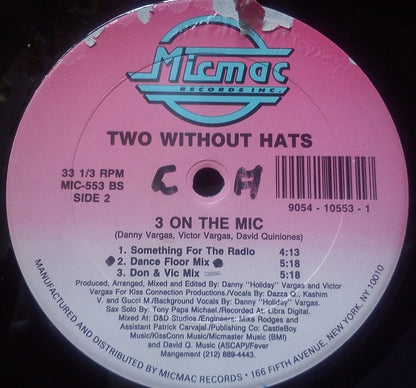 Micmac
RECORDS INC.
TWO WITHOUT HATS
33 1/3 RPM
MIC-553 BS
SIDE 2
C H
9054 - 10553 - 1
3 ON THE MIC
(Danny Vargas, Victor Vargas, David Quiniones)
1. Something For The Radio 4:13
2. Dance Floor Mix 5:18
3. Don & Vic Mix 5:18
Produced, Arranged, Mixed and Edited By: Danny "Holiday" Vargas and Victor
Vargas For Kiss Connection Productions/Vocals By: Dazza Q., Kashim
V. and Gucci M./Background Vocals By: Danny "Holiday" Vargas.
Sax Solo By: Tony Papa Michael./Recorded At: Libra Digital.
Mixed At: D&D Studios/Engineers: Mike Rodges and
Assistant Patrick Carvajal./Publishing Co: CastleBoy
Music/KissConn Music/Micmaster Music (BMI)
and David Q. Music (ASCAP)/Fever
Mangement (212) 889-4443.
MANUFACTURED AND DISTRIBUTED BY MICMAC RECORDS • 166 FIFTH AVENUE, NEW YORK, NY 10010